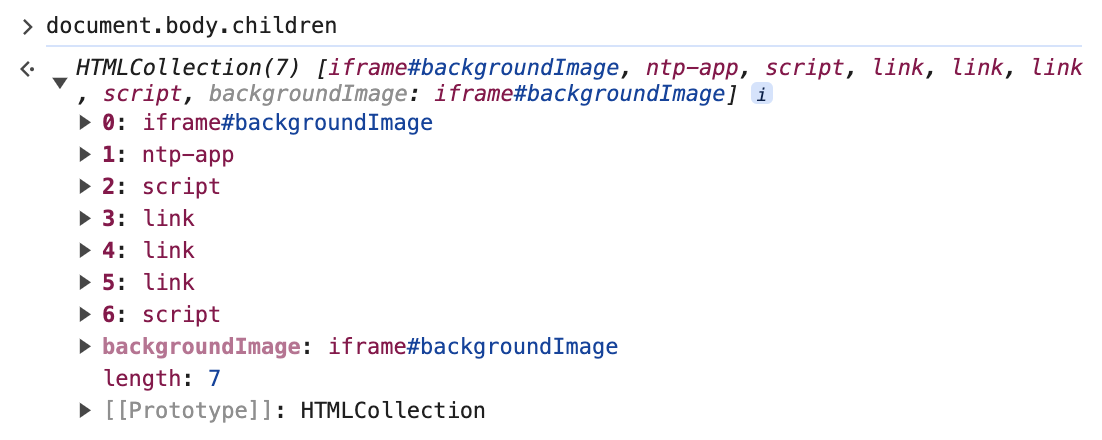 > document.body.children
HTMLCollection(7) [iframe#backgroundImage, ntp-app, script, link, link, link
, script, backgroundImage: iframe#backgroundImage] i
0: iframe#backgroundImage
1: ntp-app
2: script
3: link
4: link
5: link
6: script
backgroundImage: iframe#backgroundImage
length: 7
[[Prototype]]: HTMLCollection